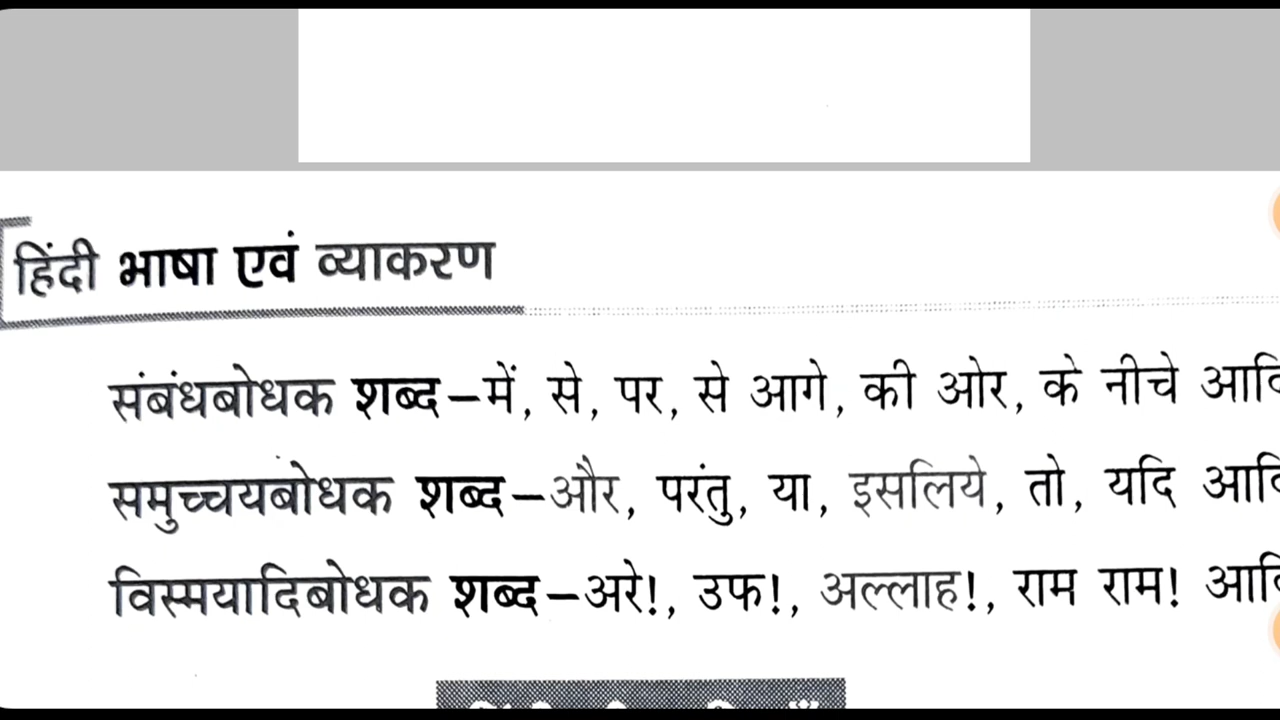 हिंदी भाषा एवं व्याकरण
संबंधबोधक शब्द–में, से, पर, से आगे, की ओर, के नीचे
समुच्चयबोधक शब्द–और, परंतु, या, इसलिये, तो, यदि
विस्मयादिबोधक शब्द–अरे!, उफ!, अल्लाह!, राम राम!